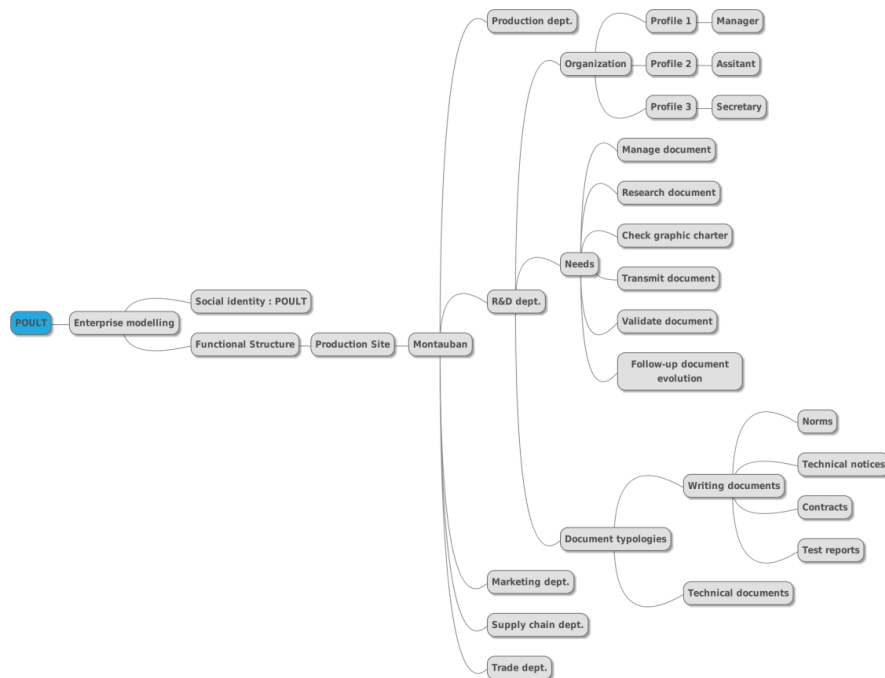 Production dept.
Profile 1
Manager
Organization
Profile 2
Assitant
Profile 3
Secretary
Manage document
Research document
Check graphic charter
Needs
Transmit document
Social identity : POULT
R&D dept.
POULT
Enterprise modelling
Validate document
Functional Structure
Production Site
Montauban
Follow-up document
evolution
Norms
Technical notices
Writing documents
Contracts
Document typologies
Test reports
Marketing dept.
Technical documents
Supply chain dept.
Trade dept.